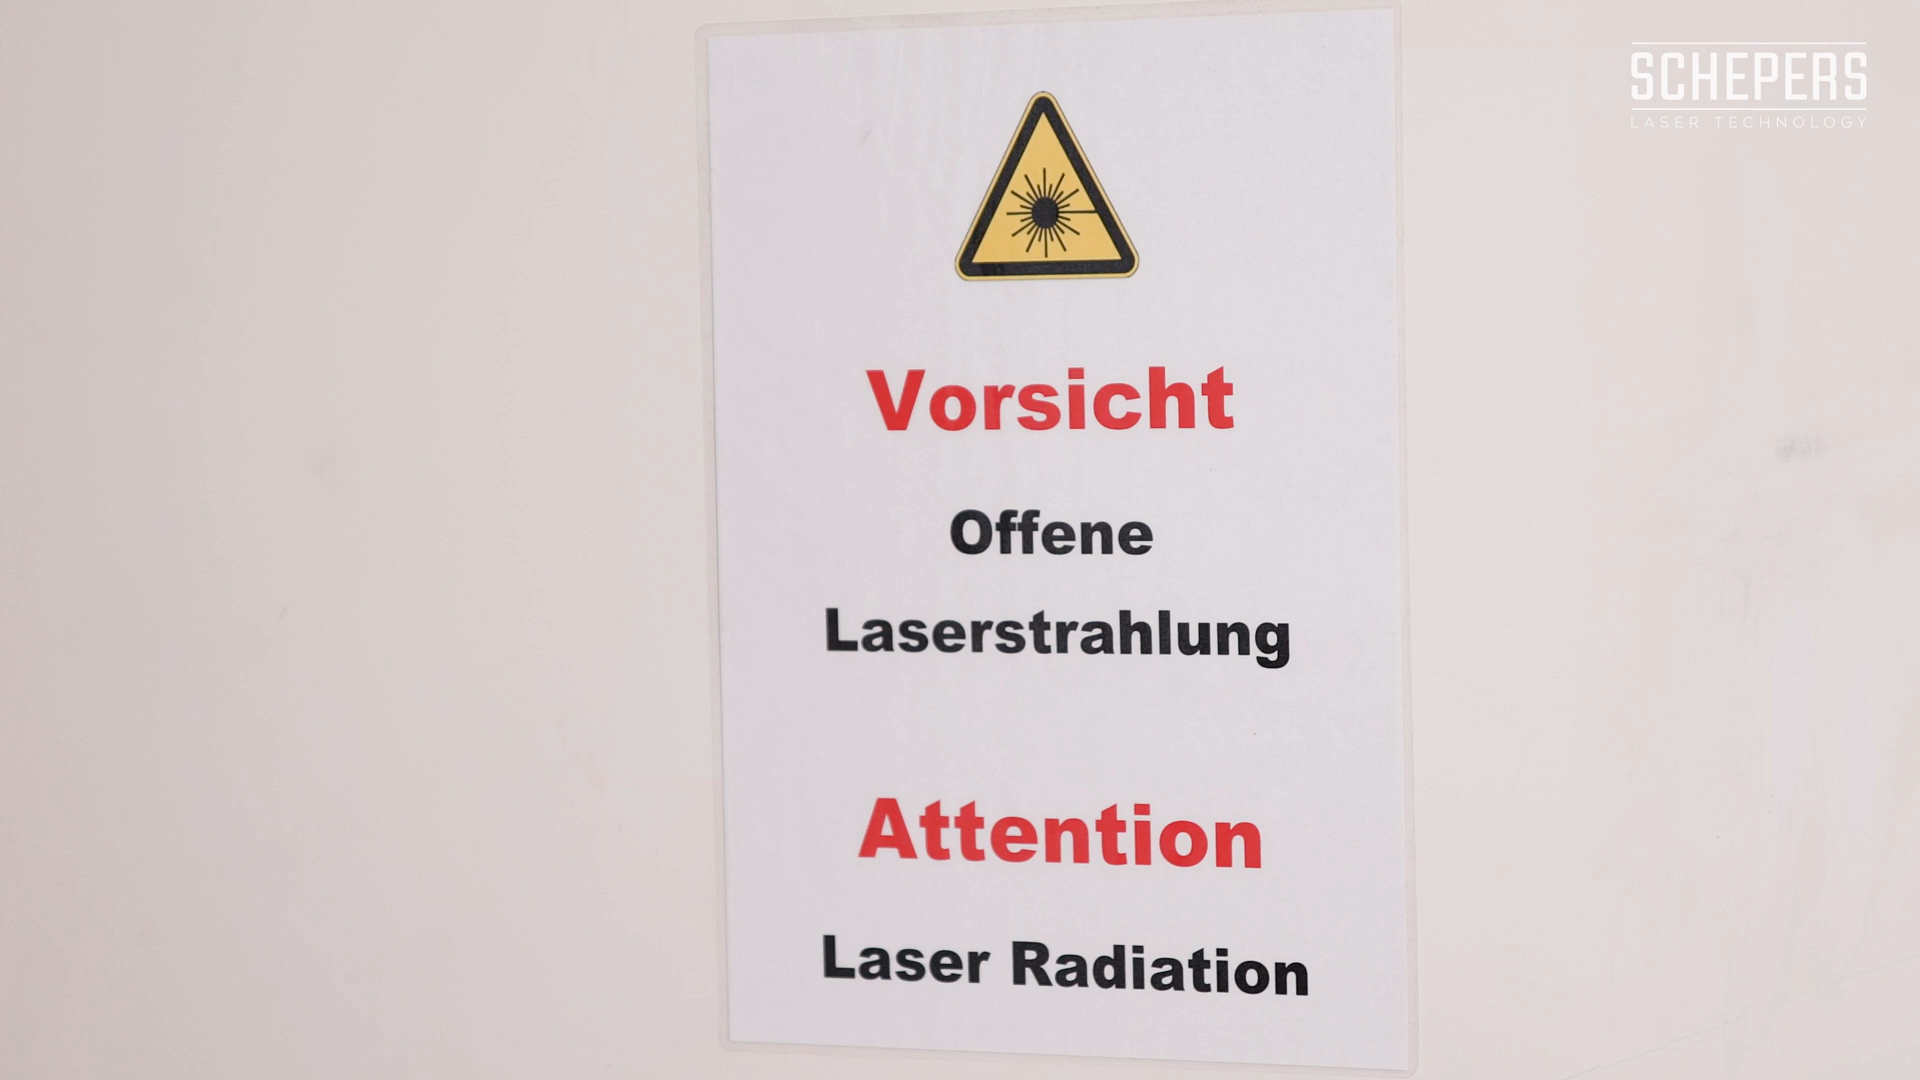 SCHEPERS
LASER TECHNOLOGY
Vorsicht
Offene
Laserstrahlung
Attention
Laser Radiation